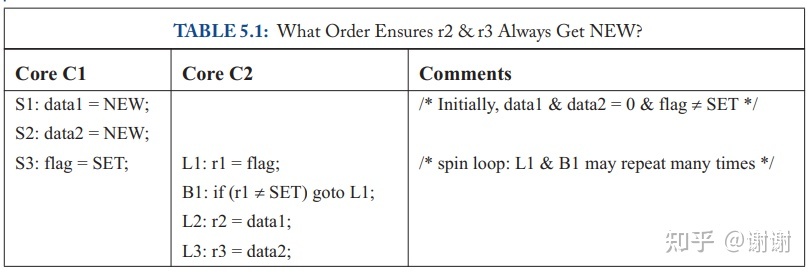 TABLE 5.1: What Order Ensures r2 & r3 Always Get NEW?
Core C1 Core C2 Comments
S1: data1 = NEW; /* Initially, data1 & data2 = 0 & flag ≠ SET */
S2: data2 = NEW;
S3: flag = SET; L1: r1 = flag; /* spin loop: L1 & B1 may repeat many times */
B1: if (r1 ≠ SET) goto L1;
L2: r2 = data1;
L3: r3 = data2;
知乎 @谢谢